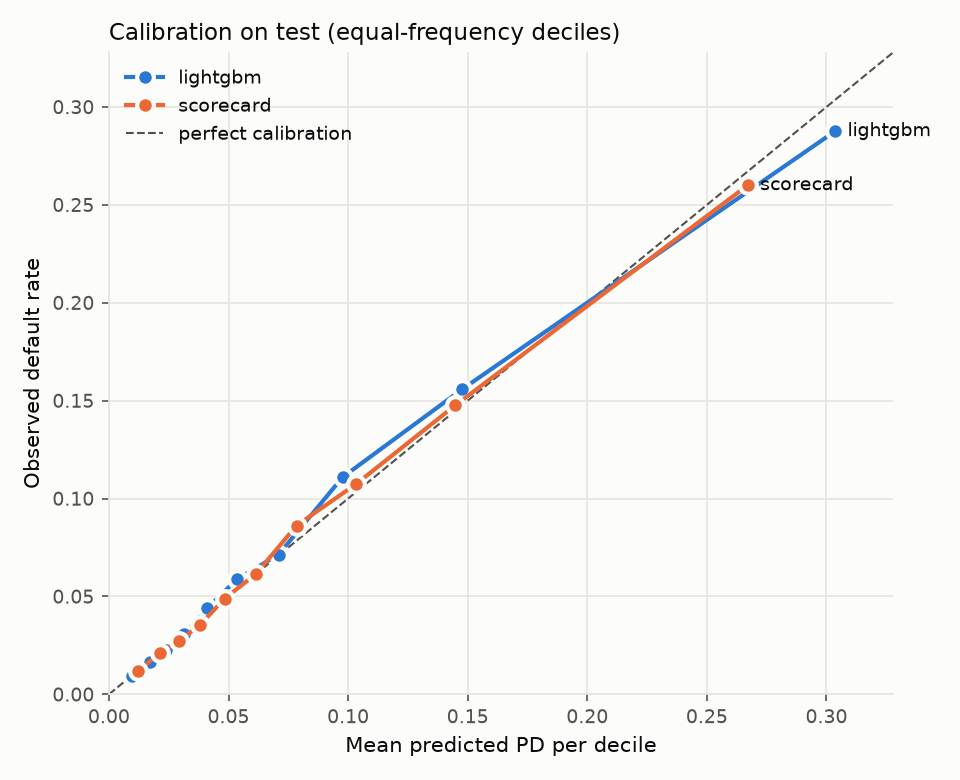 Calibration on test (equal-frequency deciles)
lightgbm
scorecard
perfect calibration
lightgbm
scorecard
0.30
0.25
0.20
0.15
0.10
0.05
0.00
Observed default rate
0.00 0.05 0.10 0.15 0.20 0.25 0.30
Mean predicted PD per decile